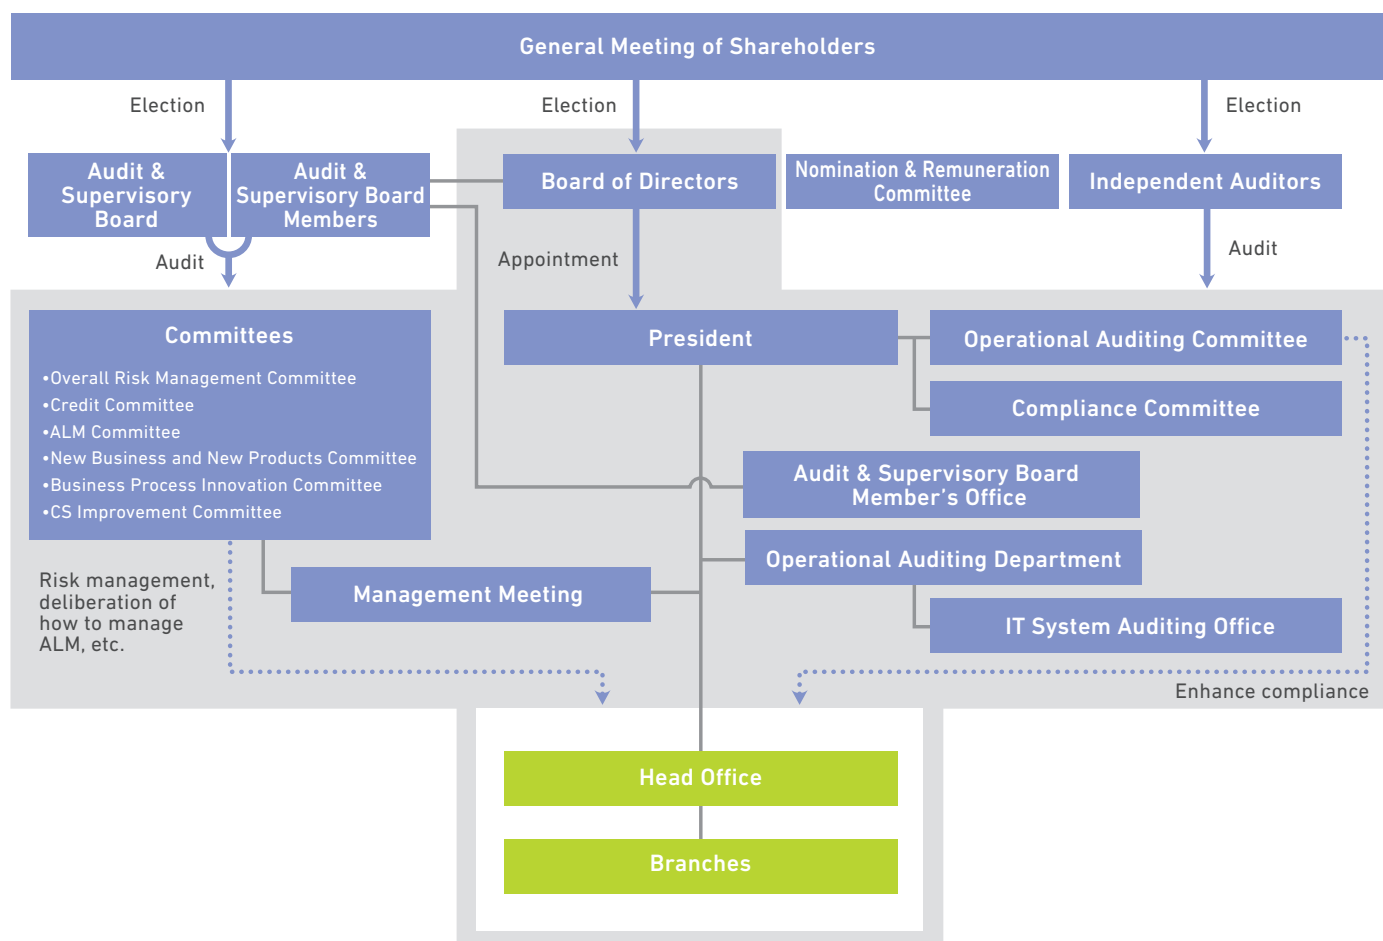 General Meeting of Shareholders
Election
Election
Election
Audit &
Supervisory
Board
Audit &
Supervisory Board
Members
Board of Directors
Nomination & Remuneration
Committee
Independent Auditors
Audit
Appointment
Audit
Committees
•Overall Risk Management Committee
•Credit Committee
•ALM Committee
•New Business and New Products Committee
•Business Process Innovation Committee
•CS Improvement Committee
President
Operational Auditing Committee
Compliance Committee
Audit & Supervisory Board
Member’s Office
Operational Auditing Department
Risk management,
deliberation of
how to manage
ALM, etc.
Management Meeting
IT System Auditing Office
Enhance compliance
Head Office
Branches